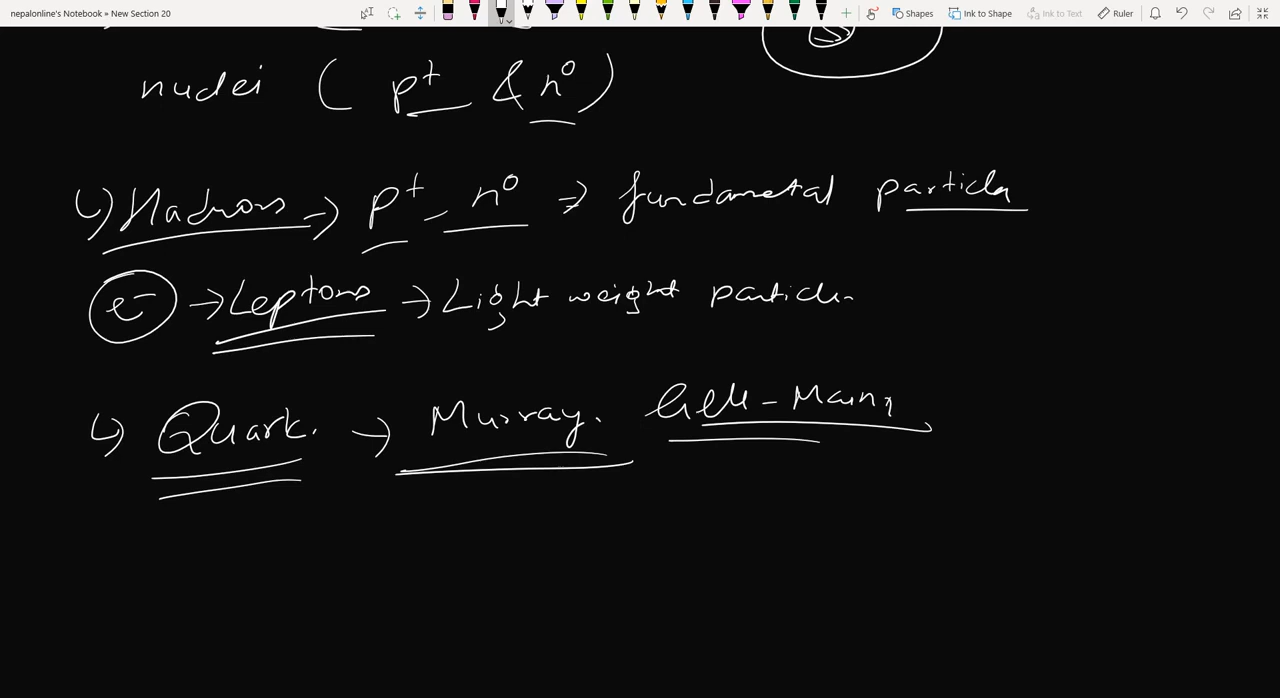 nepalonline's Notebook > New Section 20
Shapes Ink to Shape Ink to Text Ruler
nuclei ( p+ & n0 )
↳ Hadrons → p+ - n0 ⇒ fundametal particle
e- → Leptons → Light weight particle
↳ Quark. → Murray. Gell-Mann